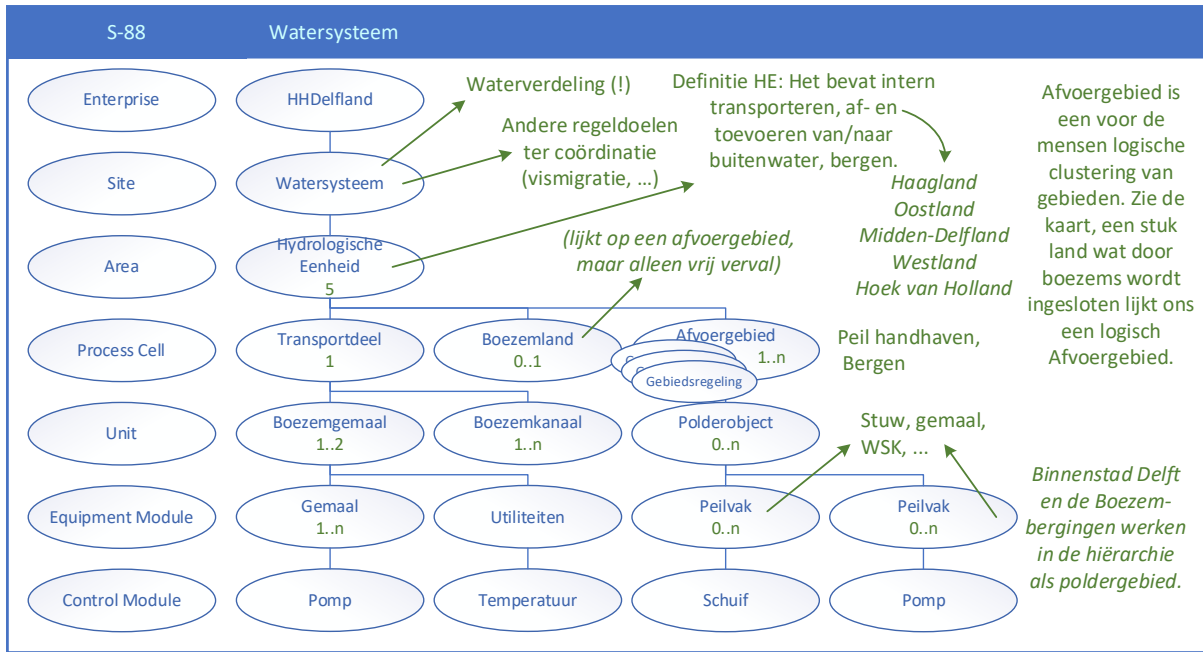 S-88
Watersysteem
Enterprise
HHDelfland
Waterverdeling (!)
Definitie HE: Het bevat intern
transporteren, af- en
toevoeren van/naar
buitenwater, bergen.
Afvoergebied is
een voor de
mensen logische
clustering van
gebieden. Zie de
kaart, een stuk
land wat door
boezems wordt
ingesloten lijkt ons
een logisch
Afvoergebied.
Andere regeldoelen
ter coördinatie
(vismigratie, ...)
Site
Watersysteem
Haagland
Oostland
Midden-Delfland
Westland
Hoek van Holland
(lijkt op een afvoergebied,
maar alleen vrij verval)
Area
Hydrologische
Eenheid
5
Process Cell
Transportdeel
1
Boezemland
0..1
Afvoergebied
1..n
Gebiedsregeling
Peil handhaven,
Bergen
Unit
Boezemgemaal
1..2
Boezemkanaal
1..n
Polderobject
0..n
Stuw, gemaal,
WSK, ...
Equipment Module
Gemaal
1..n
Utiliteiten
Peilvak
0..n
Peilvak
0..n
Binnenstad Delft
en de Boezem-
bergingen werken
in de hiërarchie
als poldergebied.
Control Module
Pomp
Temperatuur
Schuif
Pomp